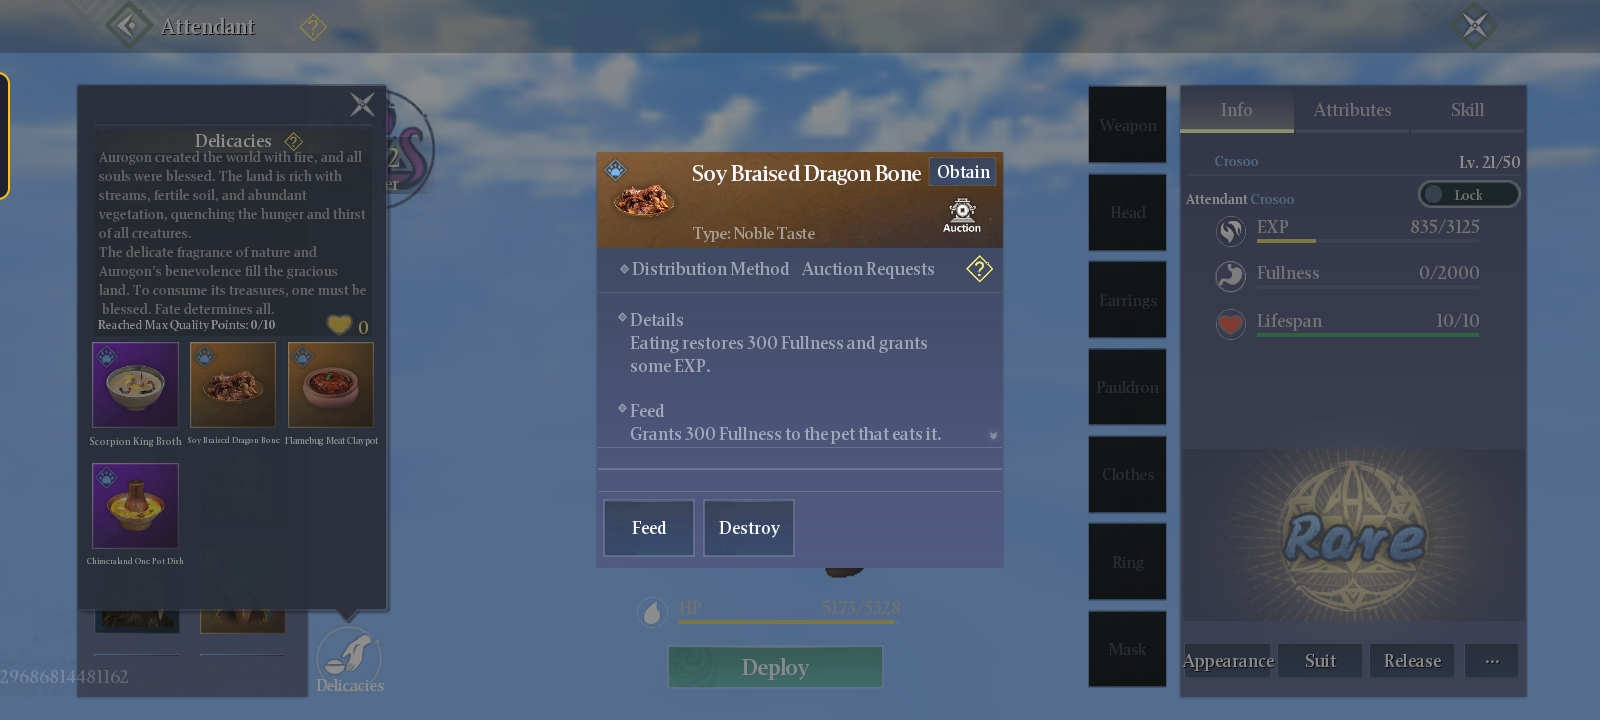 Attendant
Delicacies
Aurogon created the world with fire, and all
souls were blessed. The land is rich with
streams, fertile soil, and abundant
vegetation, quenching the hunger and thirst
of all creatures.
The delicate fragrance of nature and
Aurogon's benevolence fill the gracious
land. To consume its treasures, one must be
blessed. Fate determines all.
Reached Max Quality Points: 0/10
0
Scorpion King Broth
Soy Braised Dragon Bone
Flamebug Meat Claypot
Chimeraland One Pot Dish
29686814481162
Delicacies
Soy Braised Dragon Bone
Obtain
Auction
Type: Noble Taste
Distribution Method Auction Requests
Details
Eating restores 300 Fullness and grants
some EXP.
Feed
Grants 300 Fullness to the pet that eats it.
Feed
Destroy
HP 5173/5328
Deploy
Weapon
Head
Earrings
Pauldron
Clothes
Ring
Mask
Info
Attributes
Skill
Crosoo
Lv. 21/50
Attendant Crosoo
Lock
EXP 835/3125
Fullness 0/2000
Lifespan 10/10
Rare
Appearance
Suit
Release
...